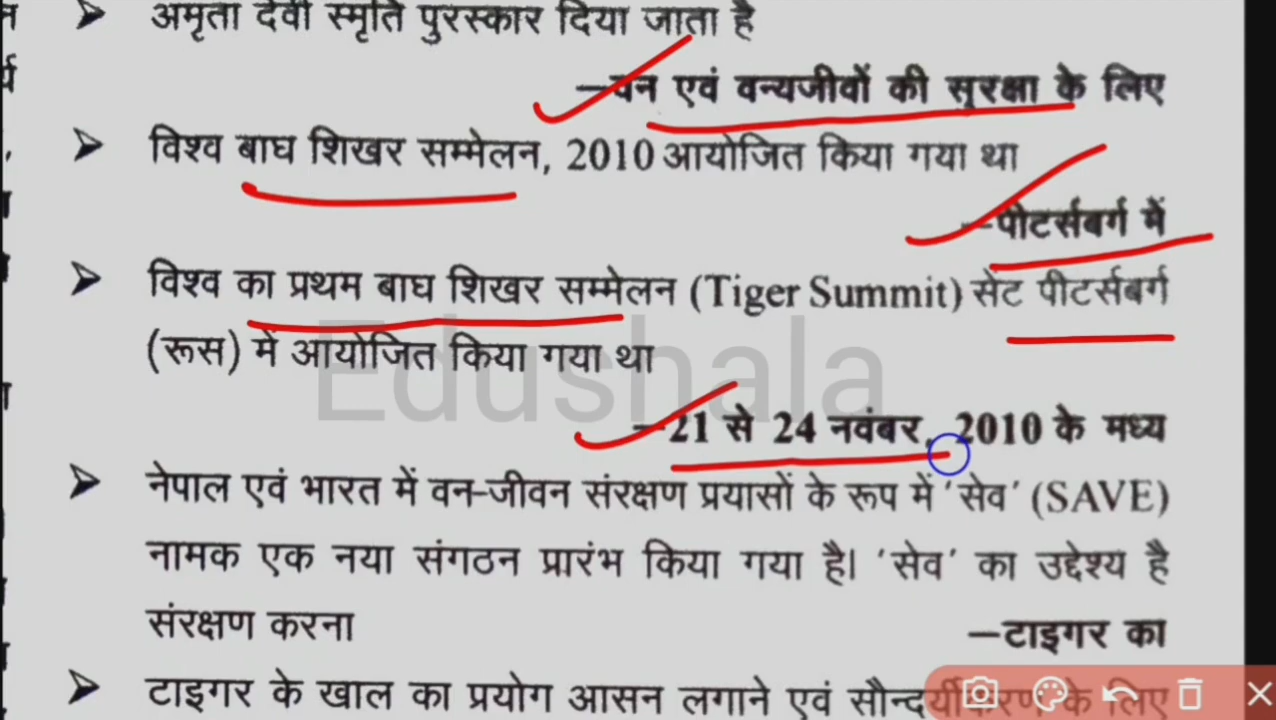 ➤ अमृता देवी स्मृति पुरस्कार दिया जाता है
–वन एवं वन्यजीवों की सुरक्षा के लिए
➤ विश्व बाघ शिखर सम्मेलन, 2010 आयोजित किया गया था
–पीटर्सबर्ग में
➤ विश्व का प्रथम बाघ शिखर सम्मेलन (Tiger Summit) सेंट पीटर्सबर्ग
(रूस) में आयोजित किया गया था
–21 से 24 नवंबर, 2010 के मध्य
➤ नेपाल एवं भारत में वन-जीवन संरक्षण प्रयासों के रूप में 'सेव' (SAVE)
नामक एक नया संगठन प्रारंभ किया गया है। 'सेव' का उद्देश्य है
संरक्षण करना
–टाइगर का
➤ टाइगर के खाल का प्रयोग आसन लगाने एवं सौन्दर्यीकरण के लिए
Edushala